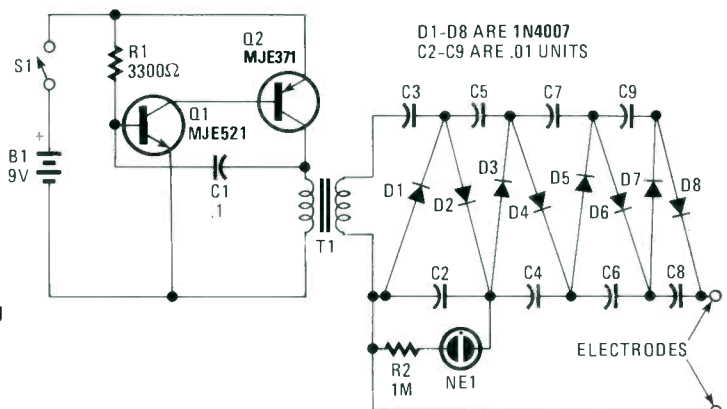 D1-D8 ARE 1N4007
C2-C9 ARE .01 UNITS
S1
R1
3300Ω
Q2
MJE371
Q1
MJE521
+
B1
9V
C1
.1
T1
C3
C5
C7
C9
D1
D2
D3
D4
D5
D6
D7
D8
C2
C4
C6
C8
R2
1M
NE1
ELECTRODES